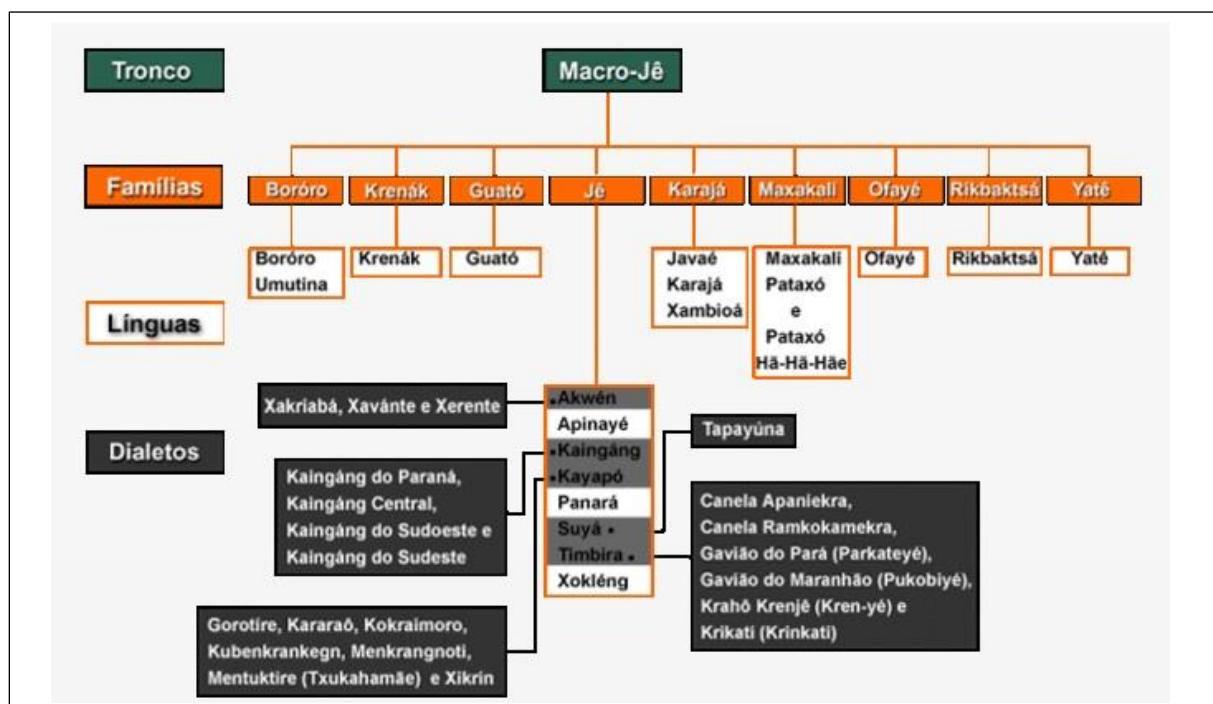 Tronco
Macro-Jê
Famílias
Boróro
Krenák
Guató
Jê
Karajá
Maxakali
Ofayé
Rikbaktsá
Yatê
Línguas
Boróro
Umutina
Krenák
Guató
Javaé
Karajá
Xambioá
Maxakali
Pataxó
e
Pataxó
Hã-Hã-Hãe
Ofayé
Rikbaktsá
Yatê
Dialetos
Xakriabá, Xavánte e Xerente
Kaingáng do Paraná,
Kaingáng Central,
Kaingáng do Sudoeste e
Kaingáng do Sudeste
Gorotire, Kararaô, Kokraimoro,
Kubenkrankegn, Menkrangnoti,
Mentuktire (Txukahamãe) e Xikrin
Akwén
Apinayé
Kaingáng
Kayapó
Panará
Suyá
Timbira
Xokléng
Tapayúna
Canela Apaniekra,
Canela Ramkokamekra,
Gavião do Pará (Parkateyé),
Gavião do Maranhão (Pukobiyé),
Krahô Krenjê (Kren-yé) e
Krikati (Krinkati)